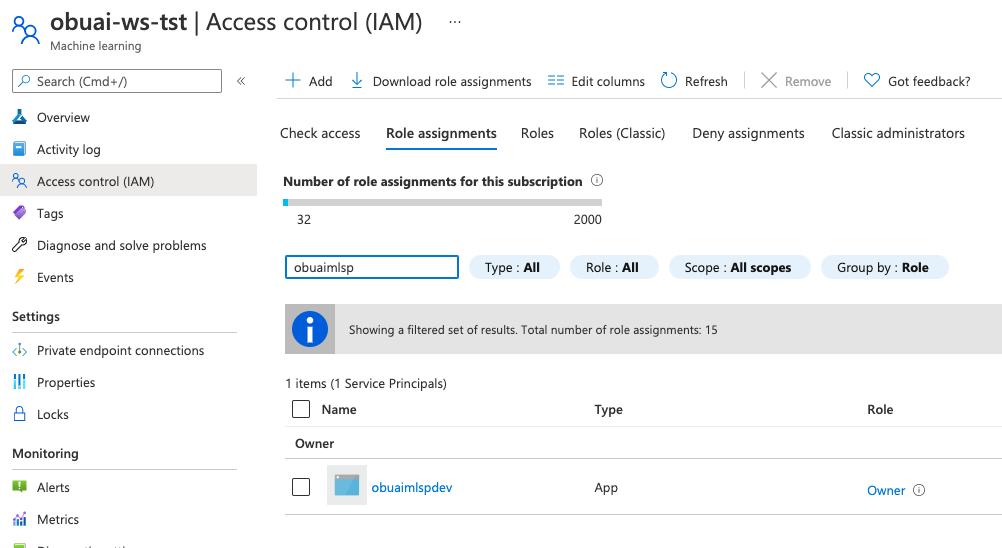 obuai-ws-tst | Access control (IAM) ...
Machine learning
Search (Cmd+/)
«
Overview
Activity log
Access control (IAM)
Tags
Diagnose and solve problems
Events
Settings
Private endpoint connections
Properties
Locks
Monitoring
Alerts
Metrics
Add Download role assignments Edit columns Refresh Remove Got feedback?
Check access Role assignments Roles Roles (Classic) Deny assignments Classic administrators
Number of role assignments for this subscription
32 2000
obuaimlsp Type : All Role : All Scope : All scopes Group by : Role
Showing a filtered set of results. Total number of role assignments: 15
1 items (1 Service Principals)
Name Type Role
Owner
obuaimlspdev App Owner